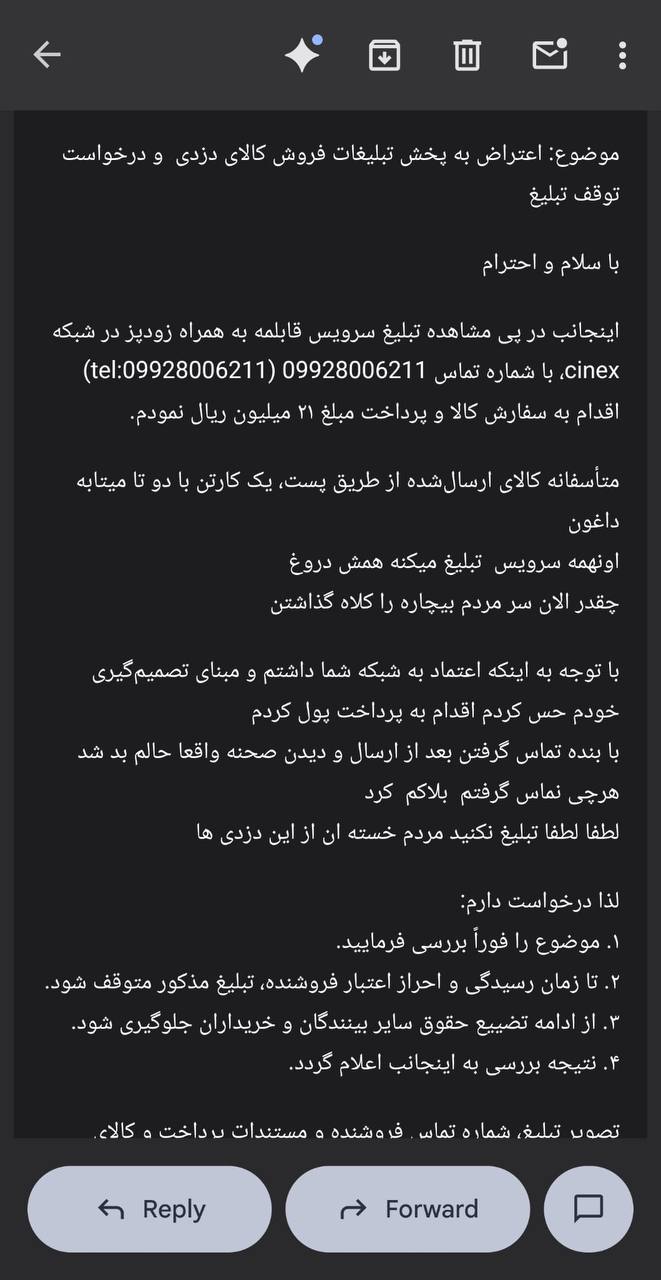 موضوع: اعتراض به پخش تبلیغات فروش کالای دزدی و درخواست
توقف تبلیغ
با سلام و احترام
اینجانب در پی مشاهده تبلیغ سرویس قابلمه به همراه زودپز در شبکه
cinex، با شماره تماس 09928006211 (tel:09928006211)
اقدام به سفارش کالا و پرداخت مبلغ ۲۱ میلیون ریال نمودم.
متأسفانه کالای ارسال‌شده از طریق پست، یک کارتن با دو تا میتابه
داغون
اونهمه سرویس تبلیغ میکنه همش دروغ
چقدر الان سر مردم بیچاره را کلاه گذاشتن
با توجه به اینکه اعتماد به شبکه شما داشتم و مبنای تصمیم‌گیری
خودم حس کردم اقدام به پرداخت پول کردم
با بنده تماس گرفتن بعد از ارسال و دیدن صحنه واقعا حالم بد شد
هرچی نماس گرفتم بلاکم کرد
لطفا لطفا تبلیغ نکنید مردم خسته ان از این دزدی ها
لذا درخواست دارم:
۱. موضوع را فوراً بررسی فرمایید.
۲. تا زمان رسیدگی و احراز اعتبار فروشنده، تبلیغ مذکور متوقف شود.
۳. از ادامه تضییع حقوق سایر بینندگان و خریداران جلوگیری شود.
۴. نتیجه بررسی به اینجانب اعلام گردد.
تصویر تبلیغ، شماره تماس فروشنده و مستندات پرداخت و کالای
Reply
Forward